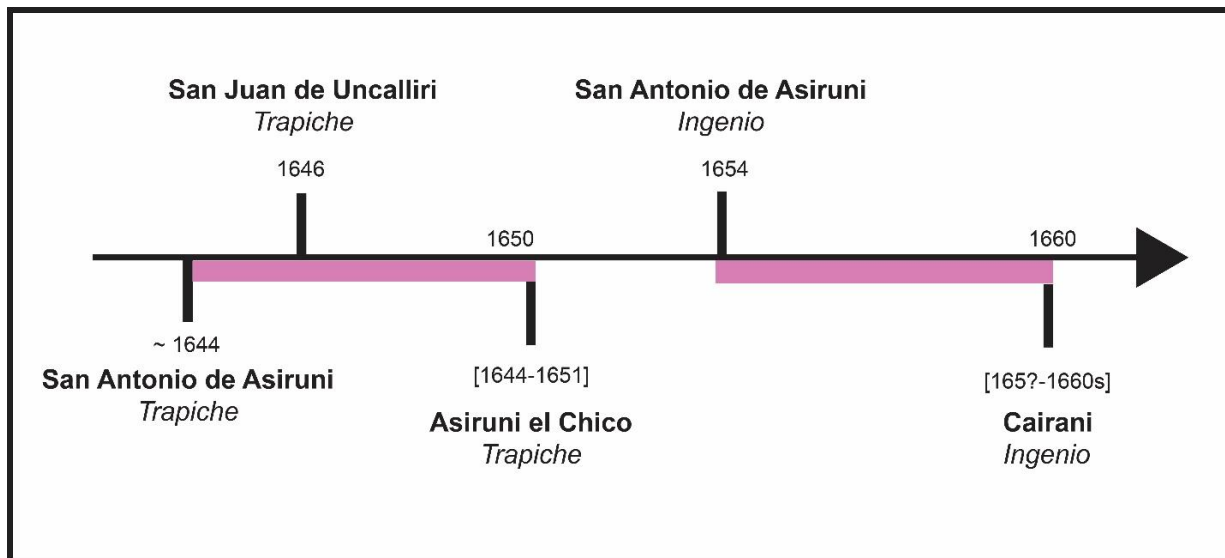 San Juan de Uncalliri
Trapiche
1646
San Antonio de Asiruni
Ingenio
1654
1650
1660
~ 1644
San Antonio de Asiruni
Trapiche
[1644-1651]
Asiruni el Chico
Trapiche
[165?-1660s]
Cairani
Ingenio